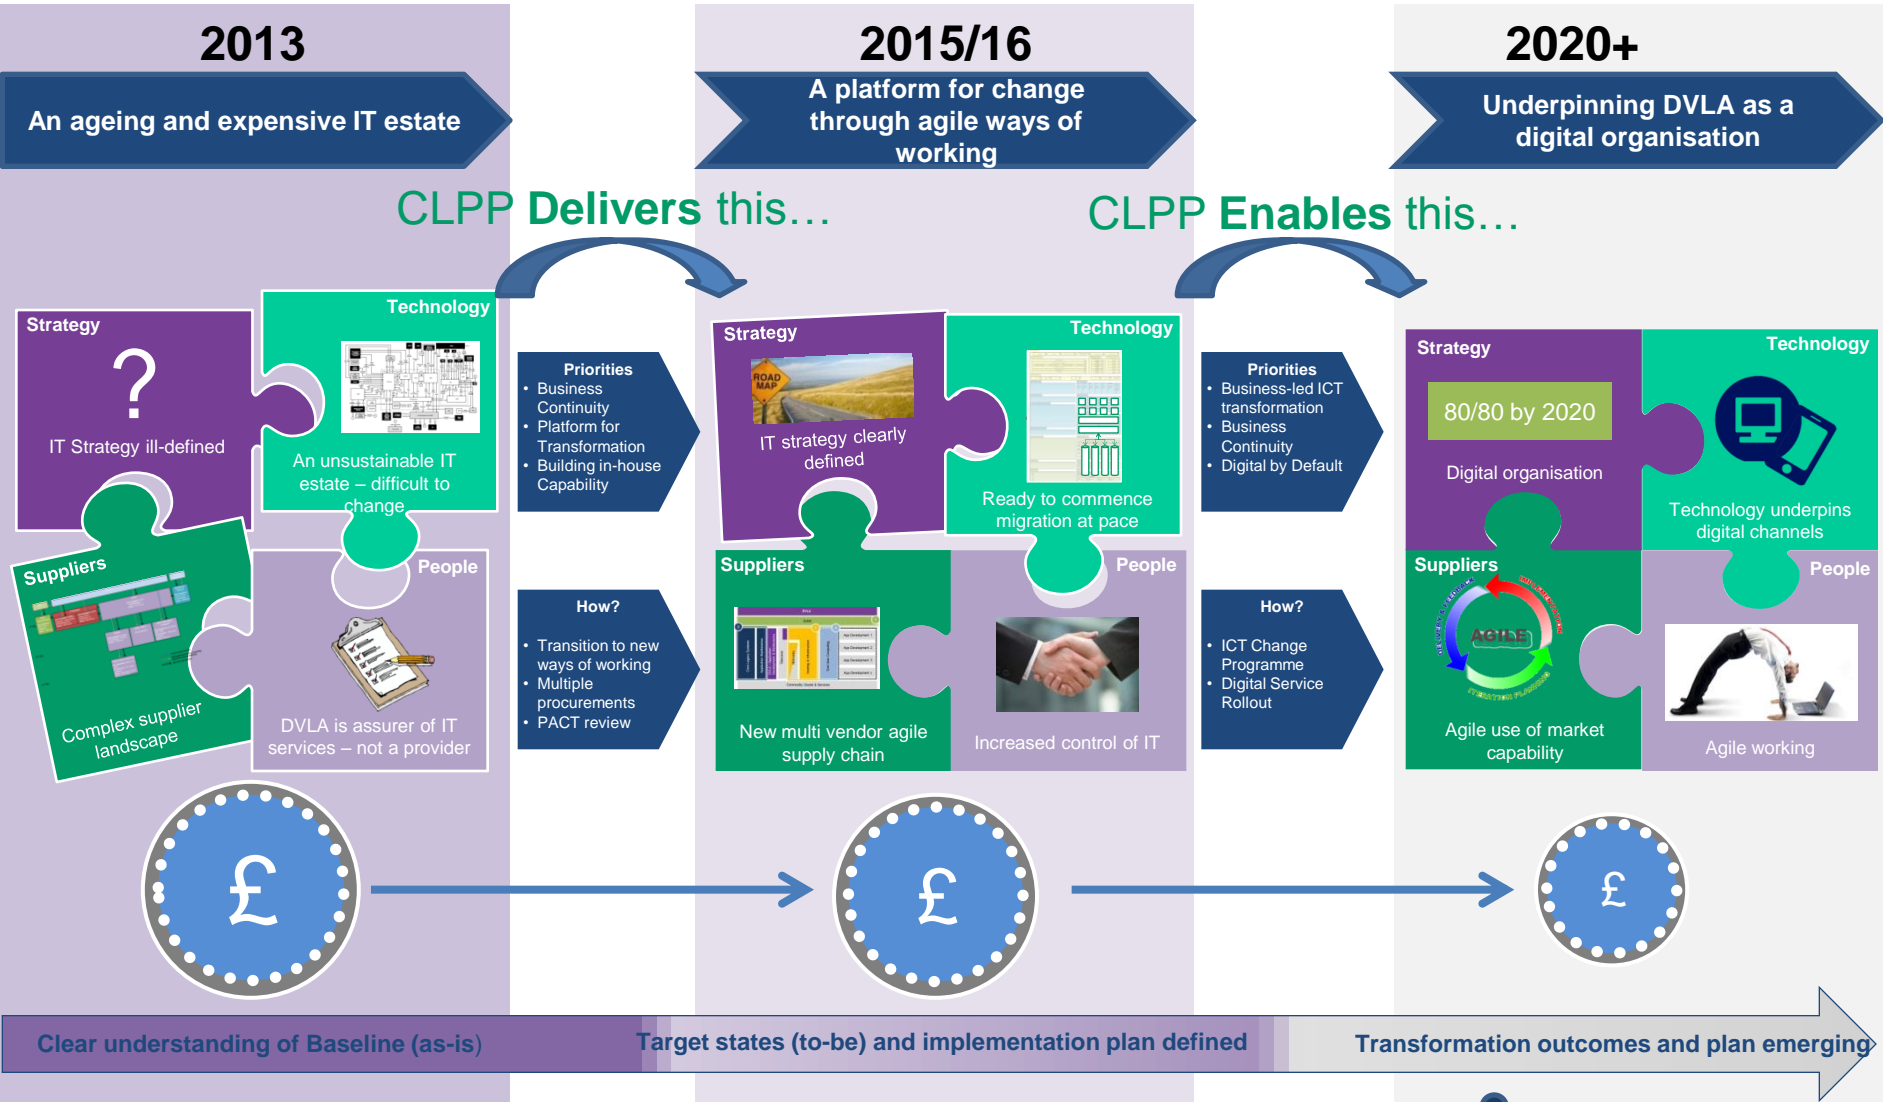 2013
An ageing and expensive IT estate
2015/16
A platform for change
through agile ways of
working
2020+
Underpinning DVLA as a
digital organisation
CLPP Delivers this…
CLPP Enables this…
Strategy
?
IT Strategy ill-defined
Technology
An unsustainable IT
estate – difficult to
change
Suppliers
Complex supplier
landscape
People
DVLA is assurer of IT
services – not a provider
Priorities
• Business
Continuity
• Platform for
Transformation
• Building in-house
Capability
How?
• Transition to new
ways of working
• Multiple
procurements
• PACT review
Strategy
ROAD
MAP
IT strategy clearly
defined
Technology
Ready to commence
migration at pace
Suppliers
New multi vendor agile
supply chain
People
Increased control of IT
Priorities
• Business-led ICT
transformation
• Business
Continuity
• Digital by Default
How?
• ICT Change
Programme
• Digital Service
Rollout
Strategy
80/80 by 2020
Digital organisation
Technology
Technology underpins
digital channels
Suppliers
IMPLEMENTATION
AGILE
ITERATION PLANNING
Agile use of market
capability
People
Agile working
£
£
£
Clear understanding of Baseline (as-is)
Target states (to-be) and implementation plan defined
Transformation outcomes and plan emerging